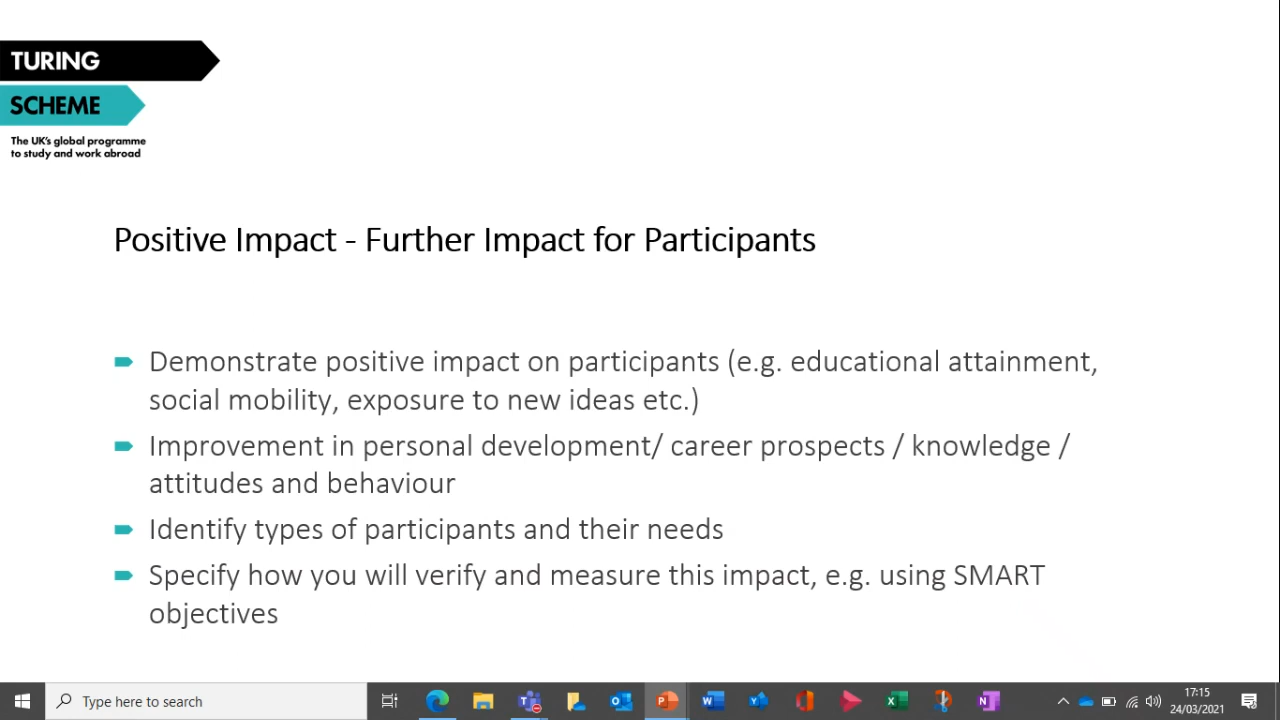 TURING
SCHEME
The UK's global programme
to study and work abroad
Positive Impact - Further Impact for Participants
Demonstrate positive impact on participants (e.g. educational attainment,
social mobility, exposure to new ideas etc.)
Improvement in personal development/ career prospects / knowledge /
attitudes and behaviour
Identify types of participants and their needs
Specify how you will verify and measure this impact, e.g. using SMART
objectives
Type here to search
17:15
24/03/2021